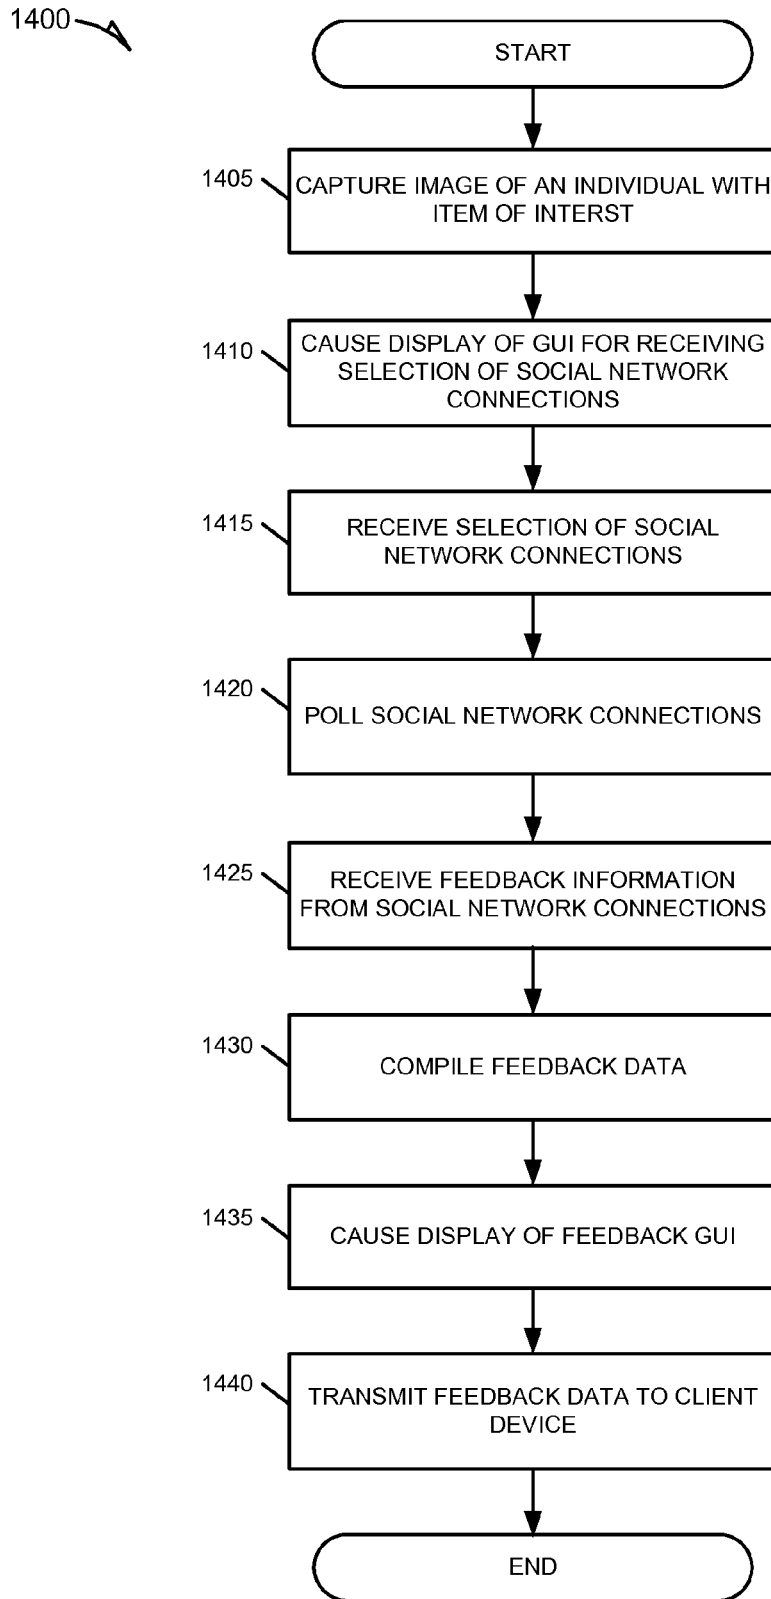 1400
START
1405
CAPTURE IMAGE OF AN INDIVIDUAL WITH
ITEM OF INTERST
1410
CAUSE DISPLAY OF GUI FOR RECEIVING
SELECTION OF SOCIAL NETWORK
CONNECTIONS
1415
RECEIVE SELECTION OF SOCIAL
NETWORK CONNECTIONS
1420
POLL SOCIAL NETWORK CONNECTIONS
1425
RECEIVE FEEDBACK INFORMATION
FROM SOCIAL NETWORK CONNECTIONS
1430
COMPILE FEEDBACK DATA
1435
CAUSE DISPLAY OF FEEDBACK GUI
1440
TRANSMIT FEEDBACK DATA TO CLIENT
DEVICE
END